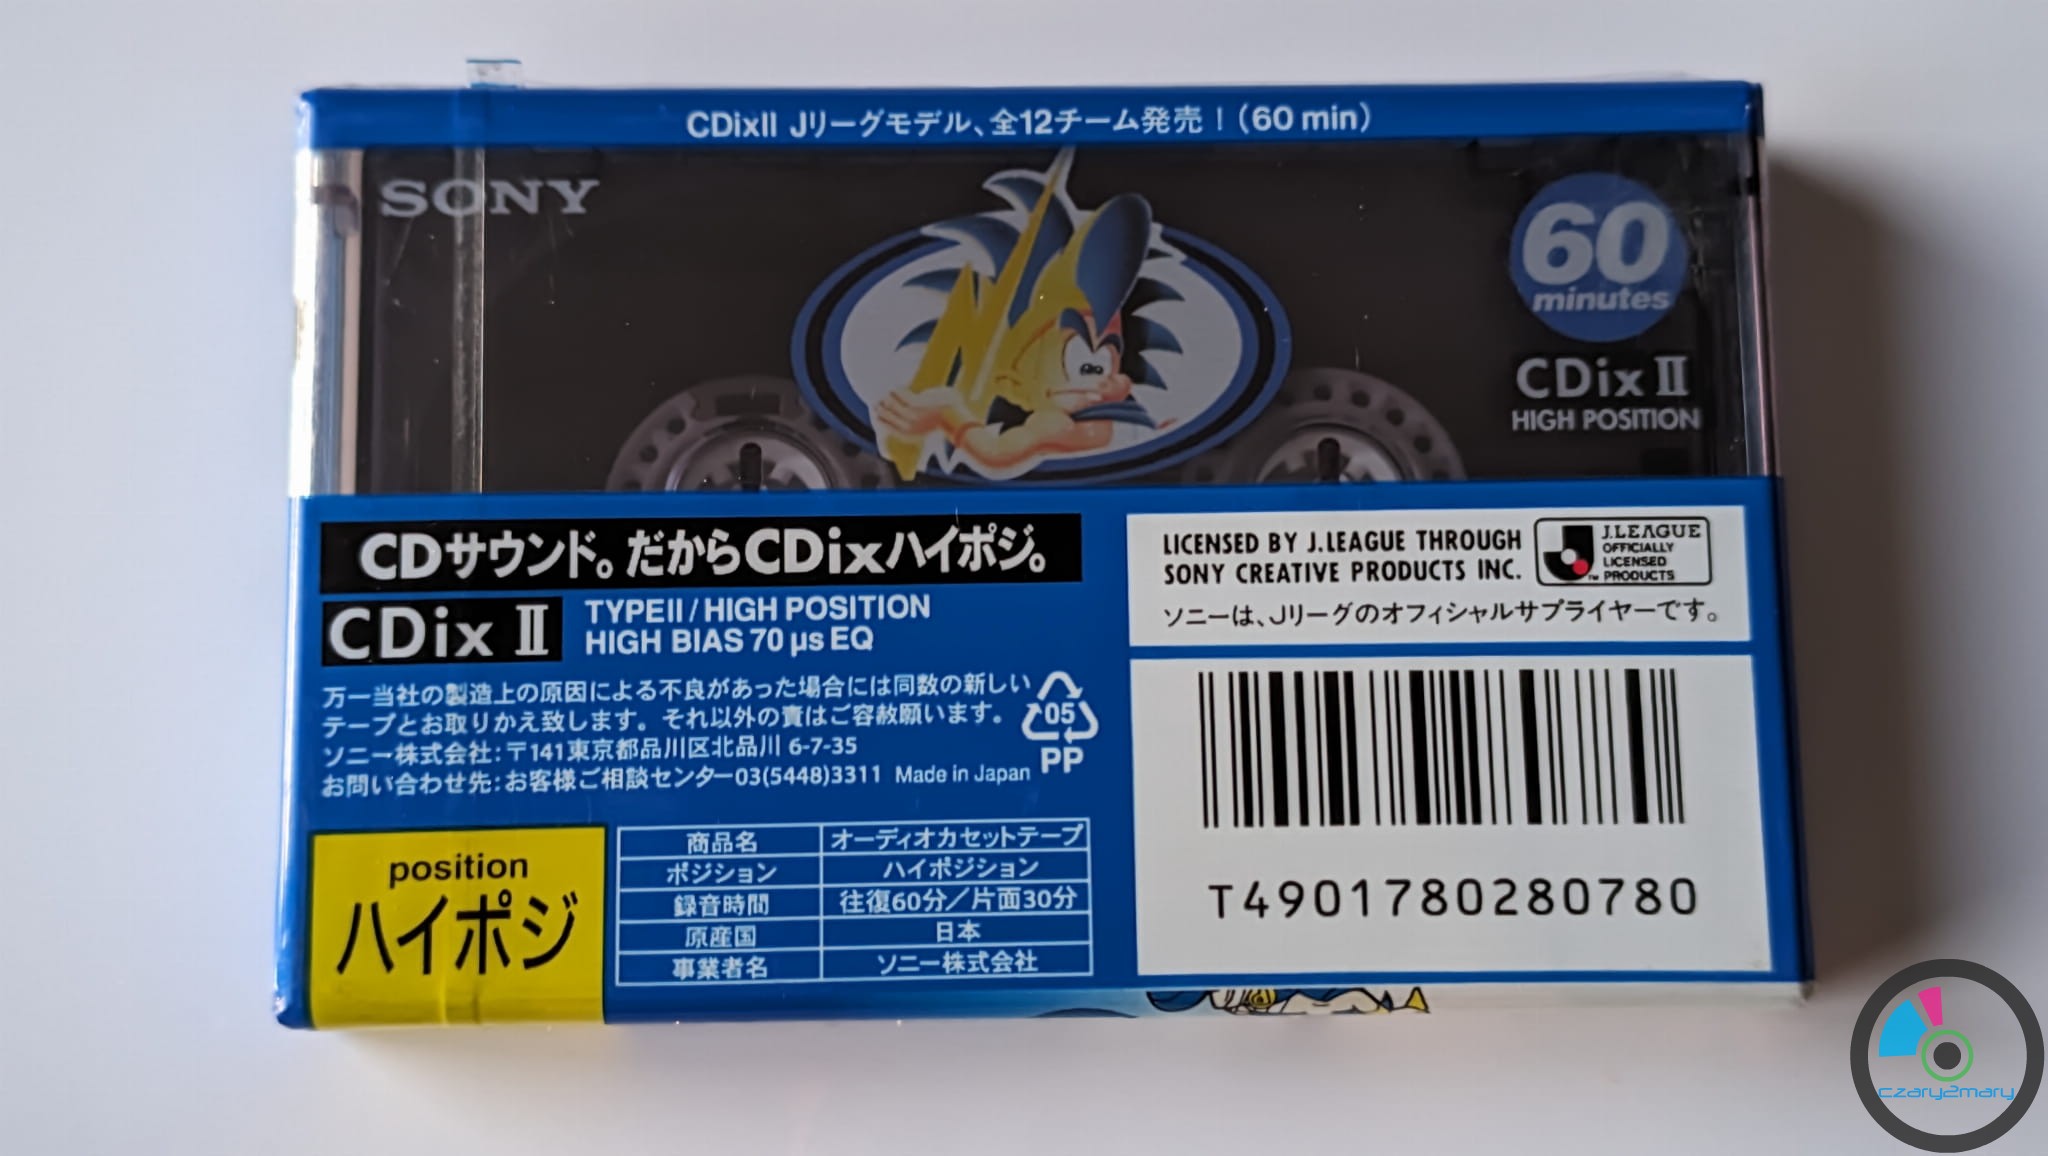 CDixII Jリーグモデル、全12チーム発売！(60 min)
SONY
60
minutes
CDix II
HIGH POSITION
CDサウンド。だからCDixハイポジ。
CDix II
TYPEII / HIGH POSITION
HIGH BIAS 70 µs EQ
万一当社の製造上の原因による不良があった場合には同数の新しい
テープとお取りかえ致します。それ以外の責はご容赦願います。
ソニー株式会社:〒141東京都品川区北品川 6-7-35
お問い合わせ先:お客様ご相談センター03(5448)3311 Made in Japan
05
PP
position
ハイポジ
商品名 オーディオカセットテープ
ポジション ハイポジション
録音時間 往復60分／片面30分
原産国 日本
事業者名 ソニー株式会社
LICENSED BY J.LEAGUE THROUGH
SONY CREATIVE PRODUCTS INC.
J.LEAGUE
OFFICIALLY
LICENSED
™ PRODUCTS
ソニーは、Jリーグのオフィシャルサプライヤーです。
T4901780280780
czary2mary